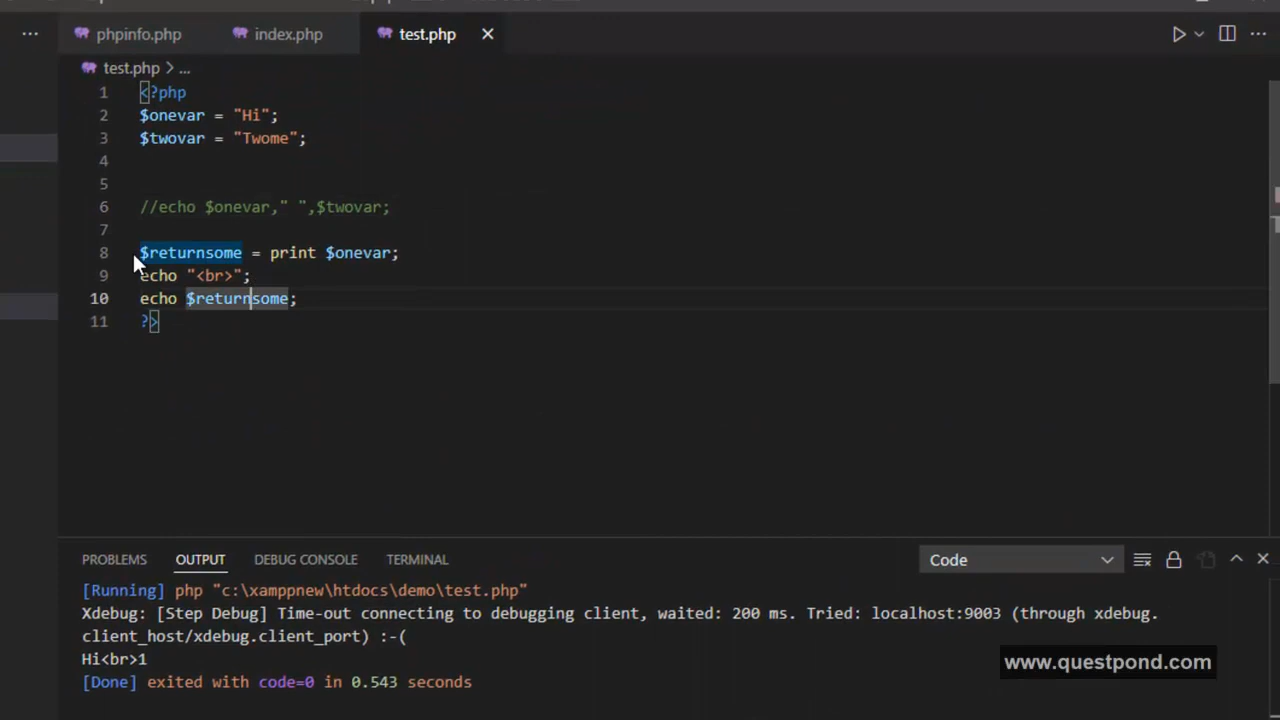 phpinfo.php index.php test.php
test.php > ...
1 <?php
2 $onevar = "Hi";
3 $twovar = "Twome";
4
5
6 //echo $onevar," ",$twovar;
7
8 $returnsome = print $onevar;
9 echo "<br>";
10 echo $returnsome;
11 ?>
PROBLEMS OUTPUT DEBUG CONSOLE TERMINAL Code
[Running] php "c:\xamppnew\htdocs\demo\test.php"
Xdebug: [Step Debug] Time-out connecting to debugging client, waited: 200 ms. Tried: localhost:9003 (through xdebug.
client_host/xdebug.client_port) :-(
Hi<br>1
[Done] exited with code=0 in 0.543 seconds
www.questpond.com